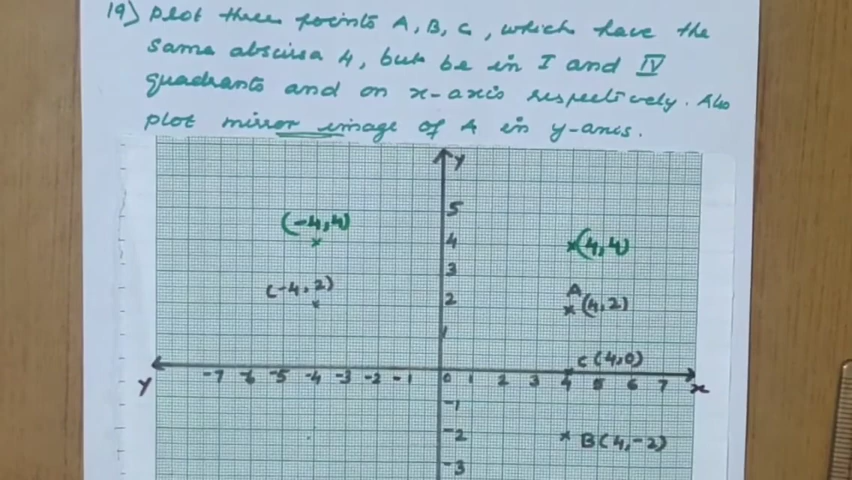 19) Plot three points A, B, C, which have the
same abscissa 4, but be in I and IV
quadrants and on x-axis respectively. Also
plot mirror image of A in y-axis.
Y
5
(-4,4)
4
(4,4)
3
(-4,2)
A
2
(4,2)
1
C(4,0)
Y -7 -6 -5 -4 -3 -2 -1 0 1 2 3 4 5 6 7 x
-1
-2
B(4,-2)
-3